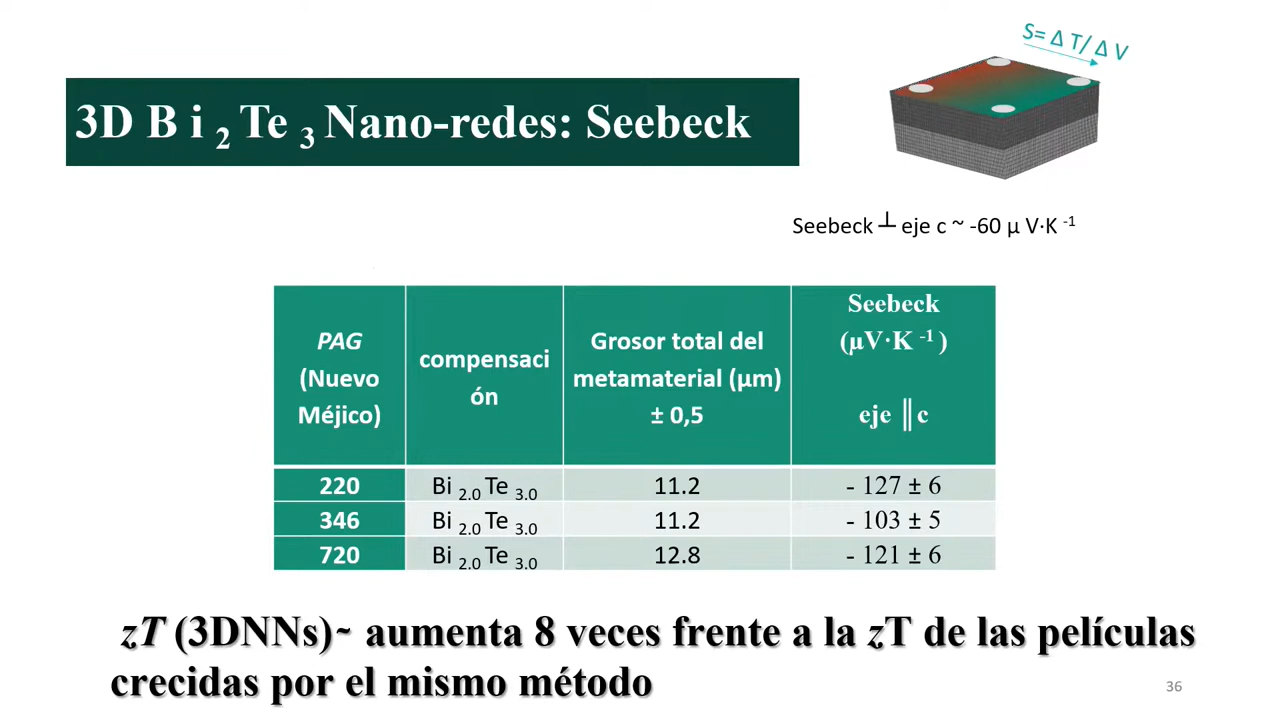 S= Δ T/ Δ V
3D B i 2 Te 3 Nano-redes: Seebeck
Seebeck ┴ eje c ~ -60 µ V·K -1
PAG
(Nuevo
Méjico)
compensaci
ón
Grosor total del
metamaterial (µm)
± 0,5
Seebeck
(µV·K -1 )
eje ║c
220 Bi 2.0 Te 3.0 11.2 - 127 ± 6
346 Bi 2.0 Te 3.0 11.2 - 103 ± 5
720 Bi 2.0 Te 3.0 12.8 - 121 ± 6
zT (3DNNs)~ aumenta 8 veces frente a la zT de las películas
crecidas por el mismo método
36